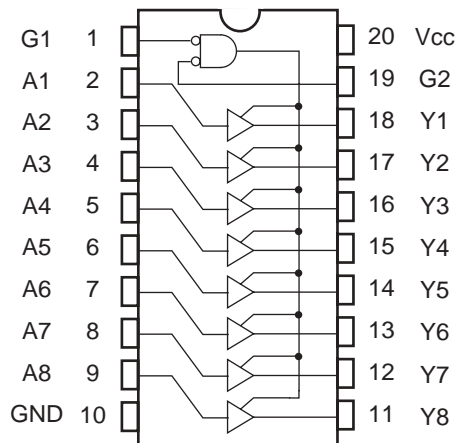 G1 1 20 Vcc
A1 2 19 G2
A2 3 18 Y1
A3 4 17 Y2
A4 5 16 Y3
A5 6 15 Y4
A6 7 14 Y5
A7 8 13 Y6
A8 9 12 Y7
GND 10 11 Y8